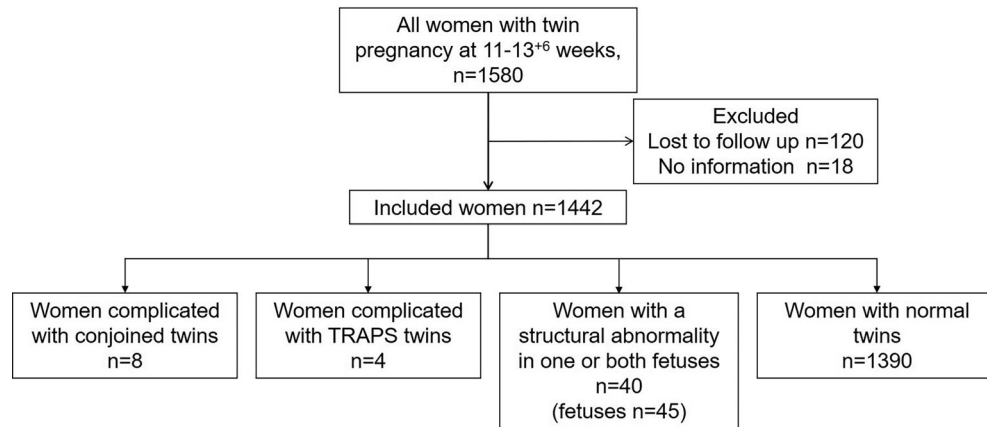 All women with twin
pregnancy at 11-13⁺⁶ weeks,
n=1580
Excluded
Lost to follow up n=120
No information n=18
Included women n=1442
Women complicated
with conjoined twins
n=8
Women complicated
with TRAPS twins
n=4
Women with a
structural abnormality
in one or both fetuses
n=40
(fetuses n=45)
Women with normal
twins
n=1390